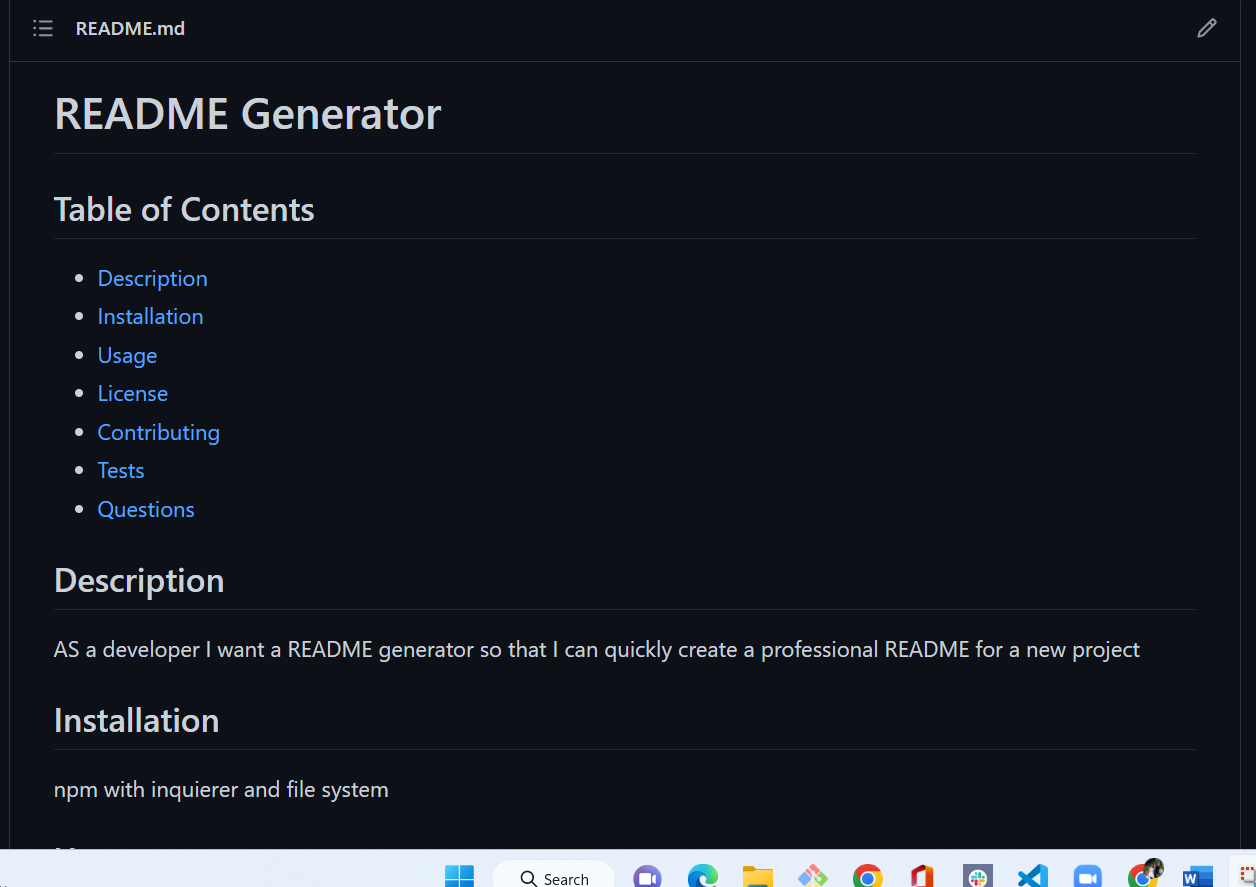 README.md
README Generator
Table of Contents
Description
Installation
Usage
License
Contributing
Tests
Questions
Description
AS a developer I want a README generator so that I can quickly create a professional README for a new project
Installation
npm with inquierer and file system
Search